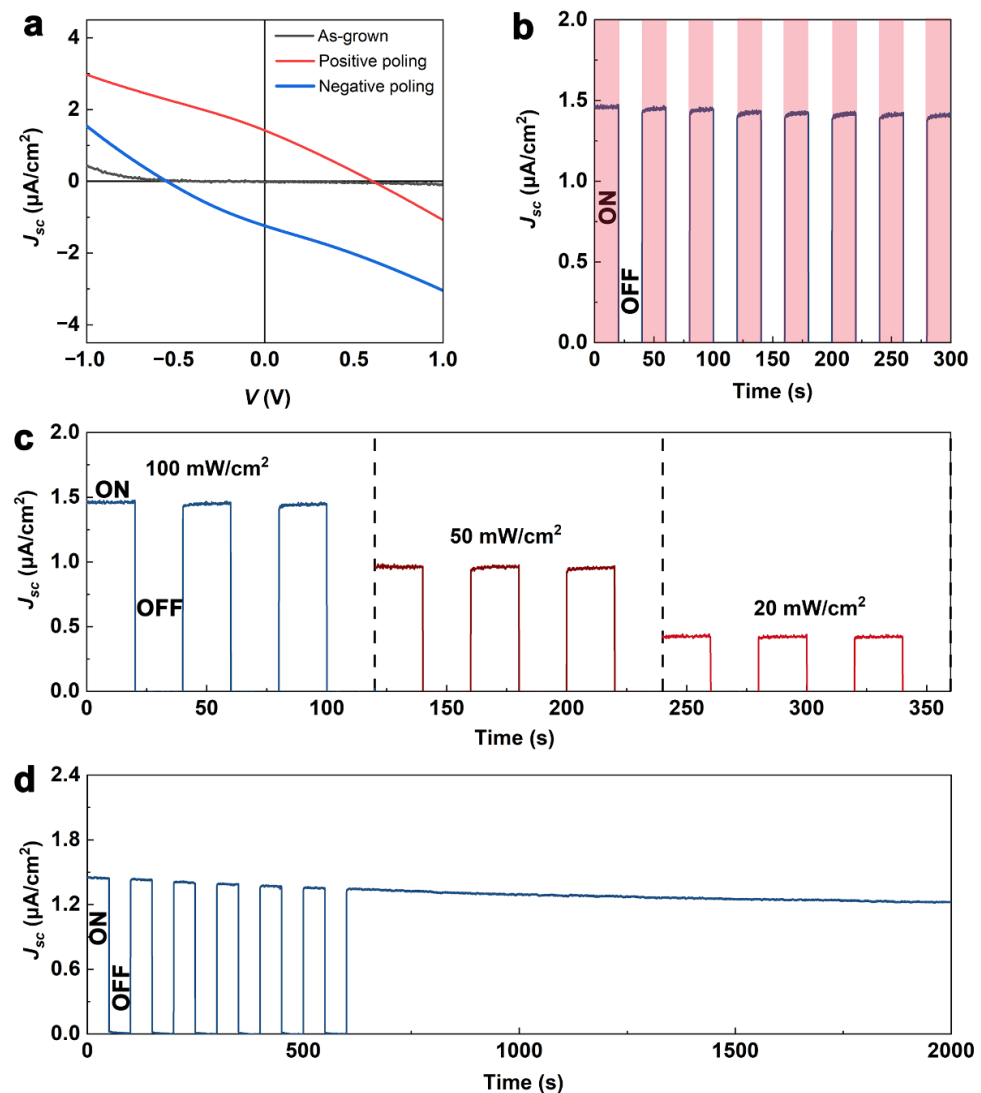 a
As-grown
Positive poling
Negative poling
4
2
0
−2
−4
J_sc (μA/cm²)
−1.0 −0.5 0.0 0.5 1.0
V (V)
b
2.0
1.5
1.0
0.5
0.0
J_sc (μA/cm²)
ON
OFF
0 50 100 150 200 250 300
Time (s)
c
2.0
1.5
1.0
0.5
0.0
J_sc (μA/cm²)
100 mW/cm²
ON
OFF
50 mW/cm²
20 mW/cm²
0 50 100 150 200 250 300 350
Time (s)
d
2.4
1.8
1.2
0.6
0.0
J_sc (μA/cm²)
ON
OFF
0 500 1000 1500 2000
Time (s)